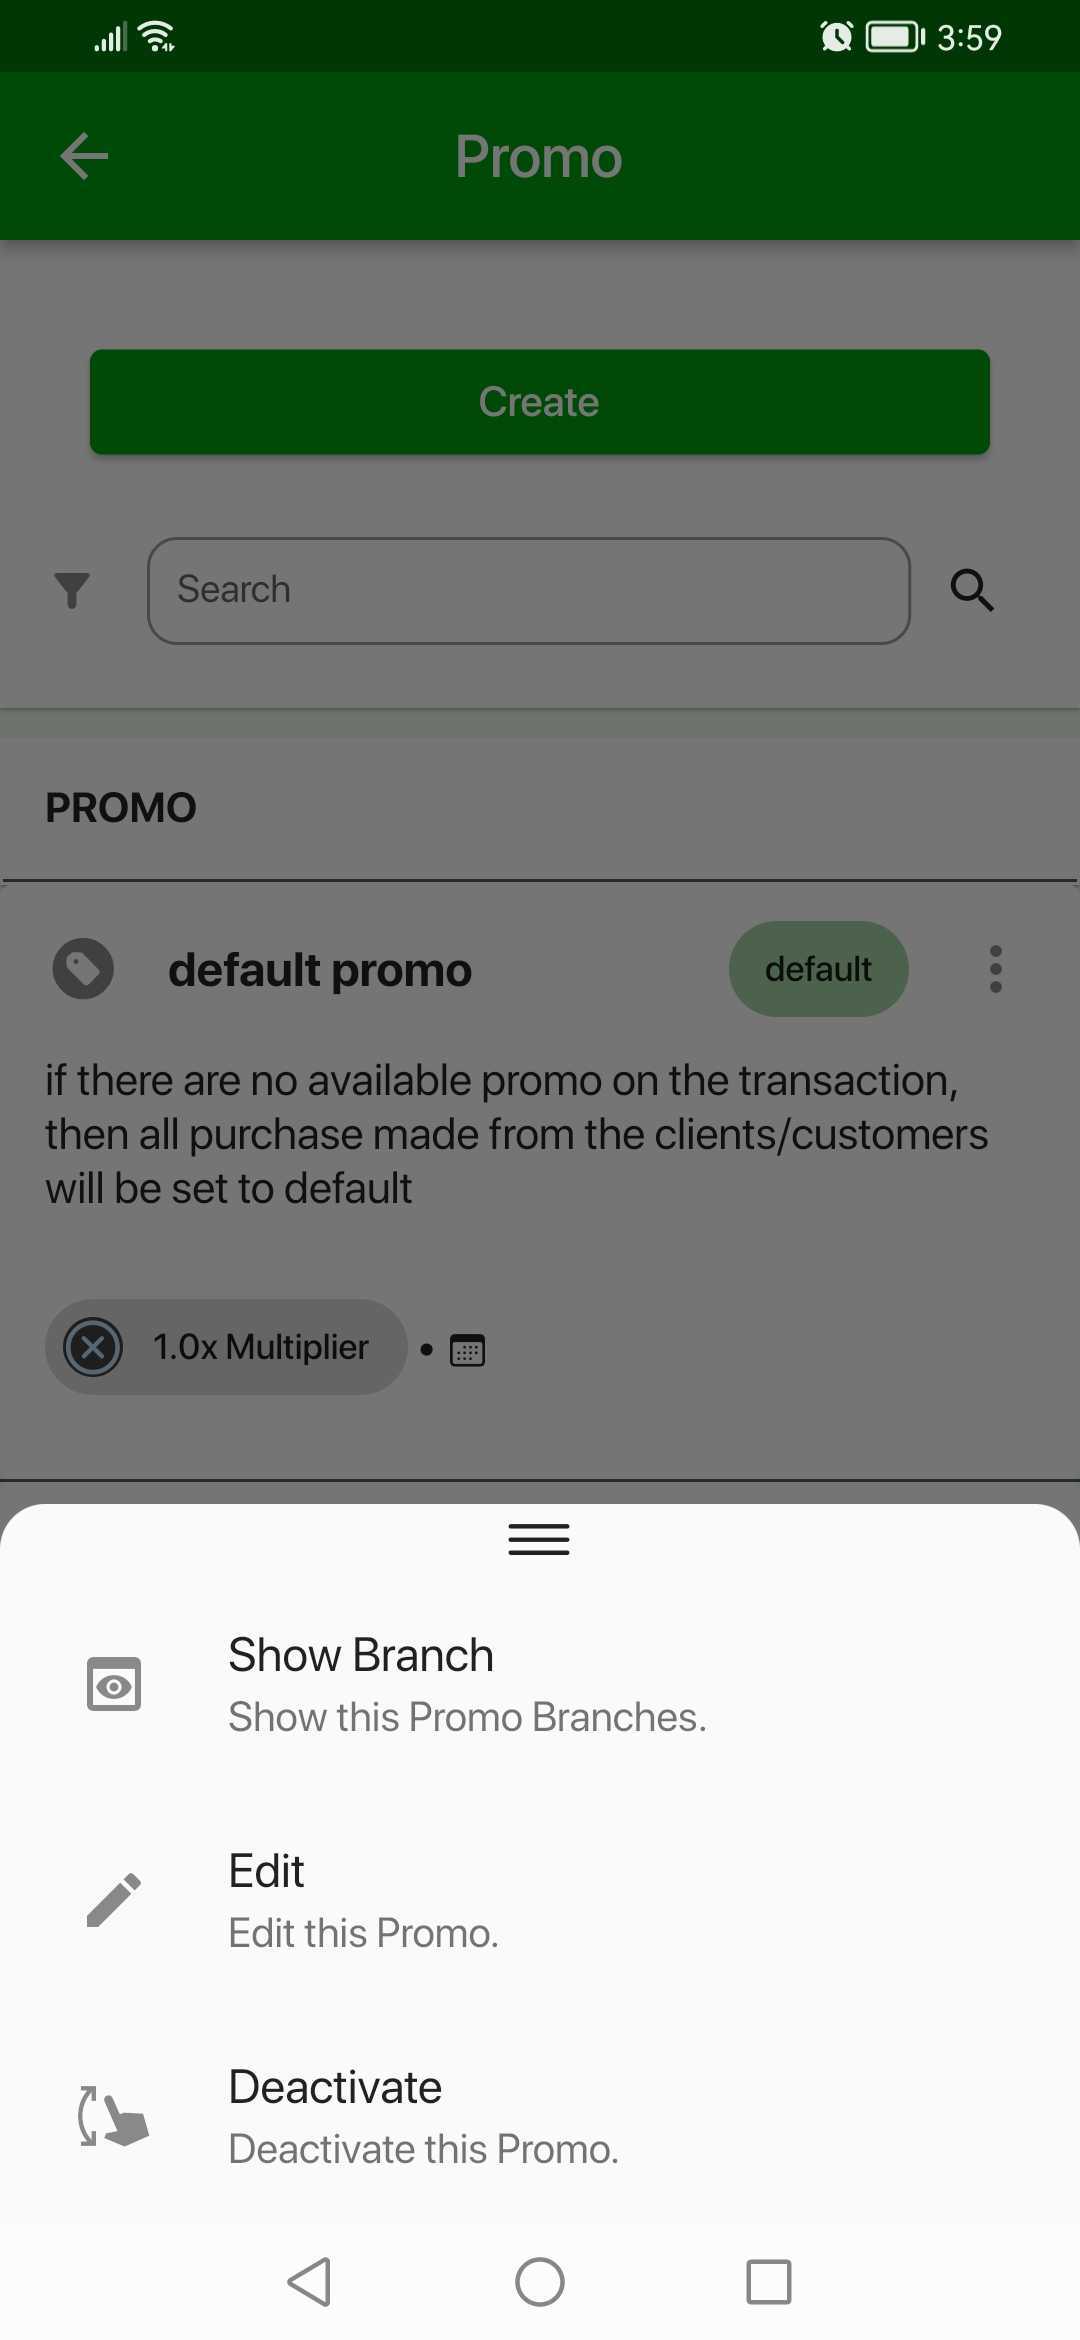 3:59
Promo
Create
Search
PROMO
default promo
default
if there are no available promo on the transaction,
then all purchase made from the clients/customers
will be set to default
1.0x Multiplier •
Show Branch
Show this Promo Branches.
Edit
Edit this Promo.
Deactivate
Deactivate this Promo.